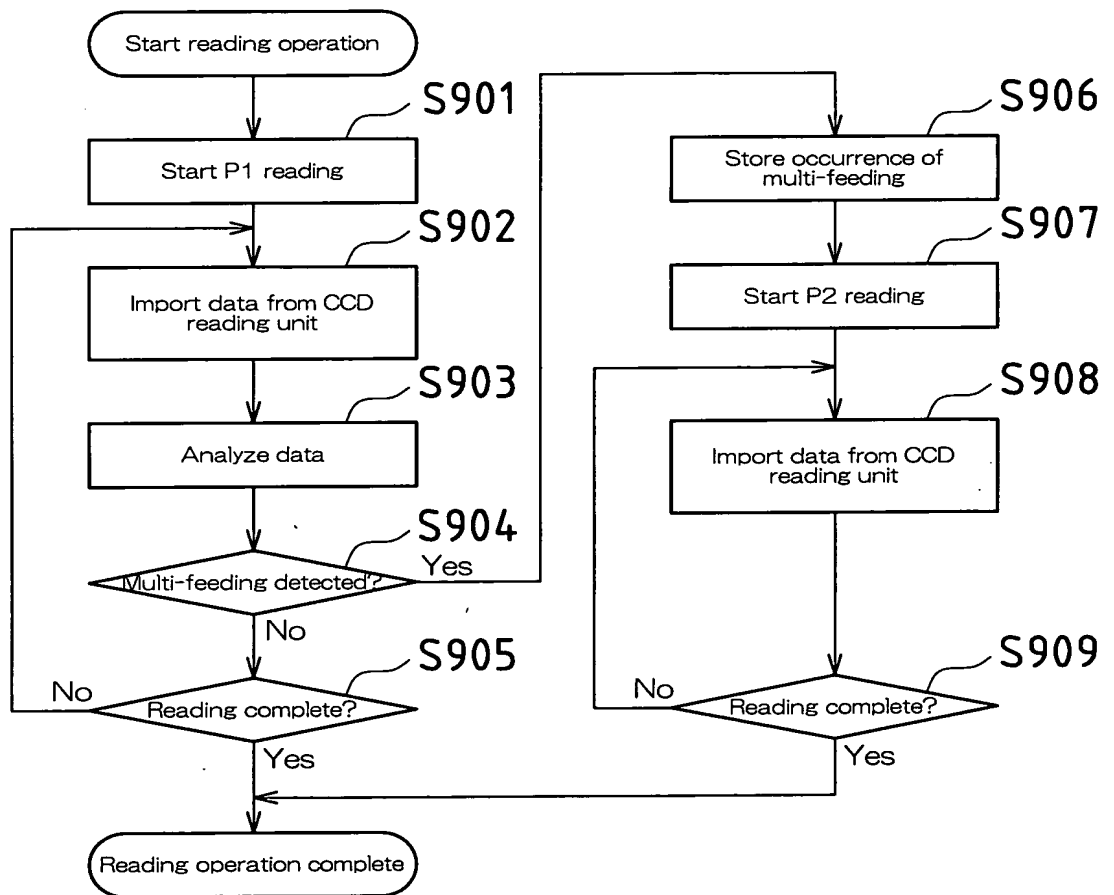 Start reading operation
S901
Start P1 reading
S902
Import data from CCD
reading unit
S903
Analyze data
S904
Multi-feeding detected?
Yes
No
S905
No
Reading complete?
Yes
Reading operation complete
S906
Store occurrence of
multi-feeding
S907
Start P2 reading
S908
Import data from CCD
reading unit
S909
No
Reading complete?
Yes